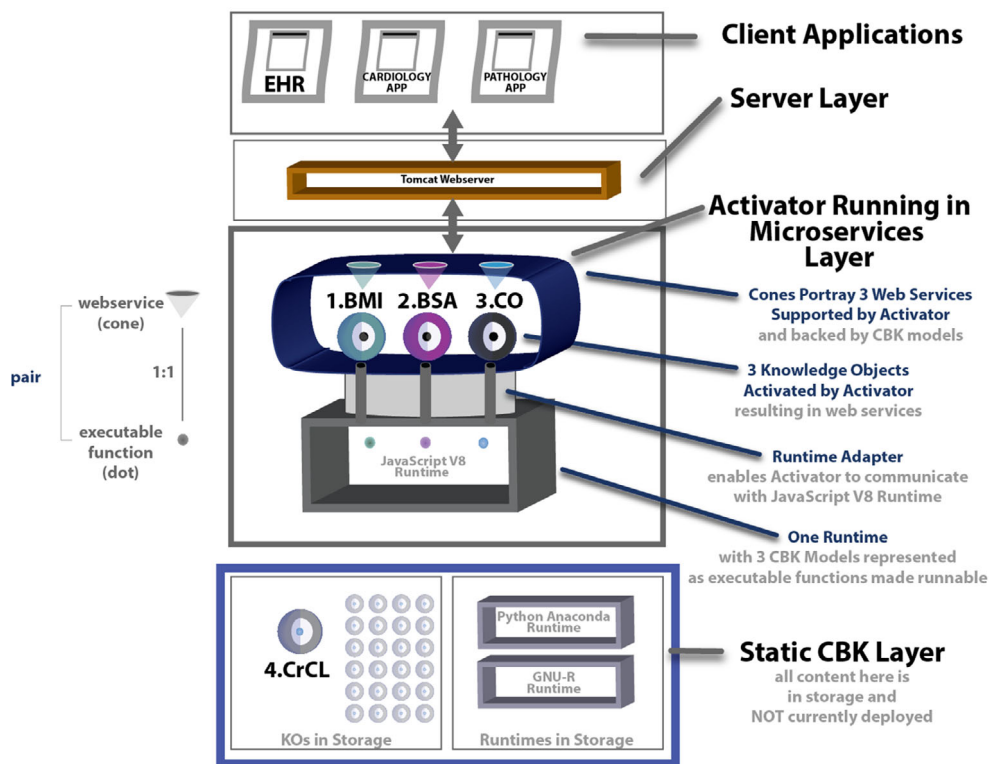 Client Applications
EHR
CARDIOLOGY
APP
PATHOLOGY
APP
Server Layer
Tomcat Webserver
Activator Running in
Microservices
Layer
1.BMI
2.BSA
3.CO
Cones Portray 3 Web Services
Supported by Activator
and backed by CBK models
webservice
(cone)
pair
1:1
executable
function
(dot)
3 Knowledge Objects
Activated by Activator
resulting in web services
JavaScript V8
Runtime
Runtime Adapter
enables Activator to communicate
with JavaScript V8 Runtime
One Runtime
with 3 CBK Models represented
as executable functions made runnable
4.CrCL
KOs in Storage
Python Anaconda
Runtime
GNU-R
Runtime
Runtimes in Storage
Static CBK Layer
all content here is
in storage and
NOT currently deployed